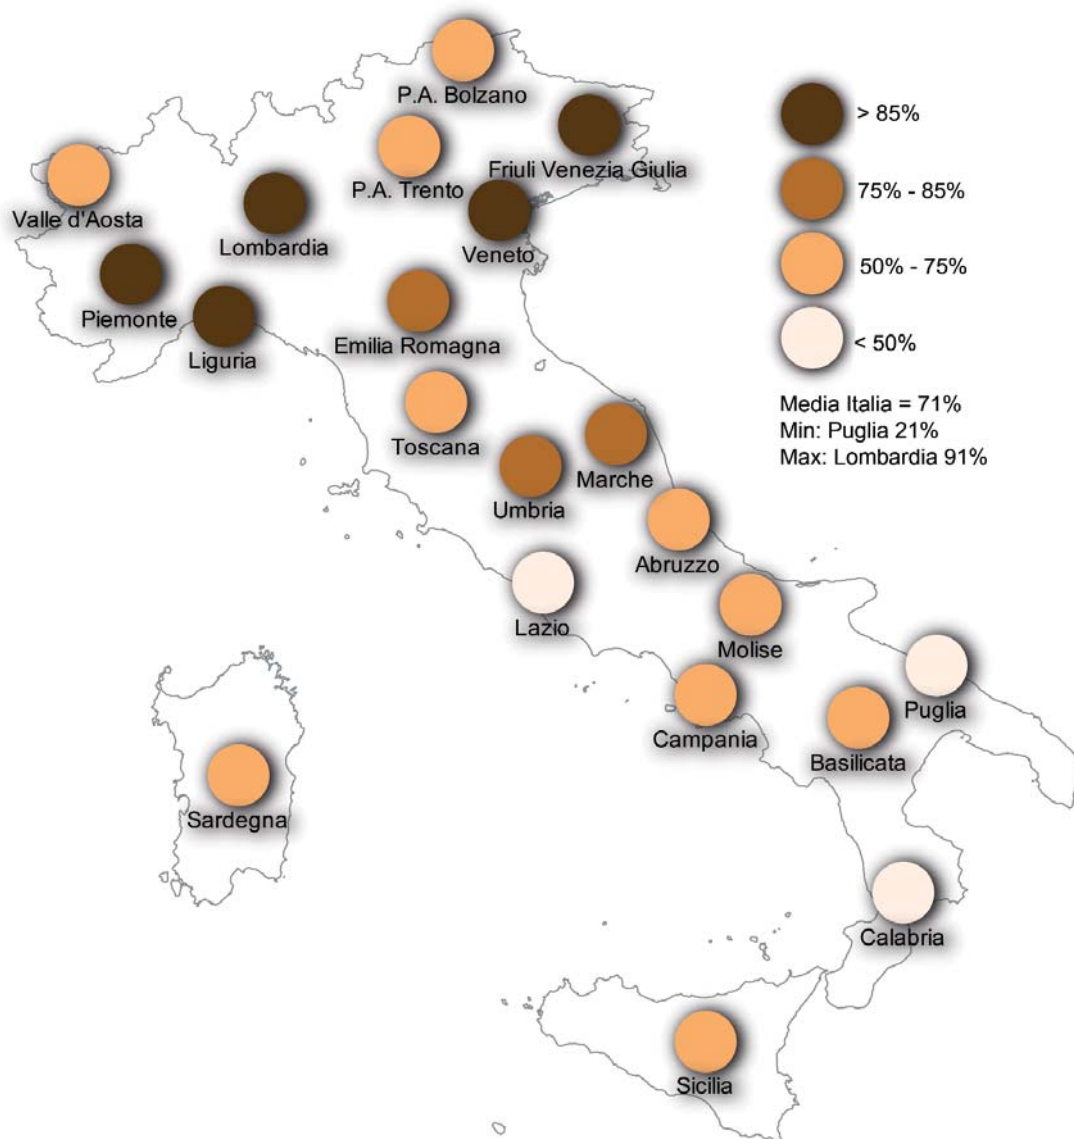 P.A. Bolzano
> 85%
Friuli Venezia Giulia
P.A. Trento
75% - 85%
Valle d'Aosta
Lombardia
Veneto
50% - 75%
Piemonte
Emilia Romagna
< 50%
Liguria
Media Italia = 71%
Min: Puglia 21%
Max: Lombardia 91%
Toscana
Marche
Umbria
Abruzzo
Lazio
Molise
Puglia
Campania
Basilicata
Sardegna
Calabria
Sicilia